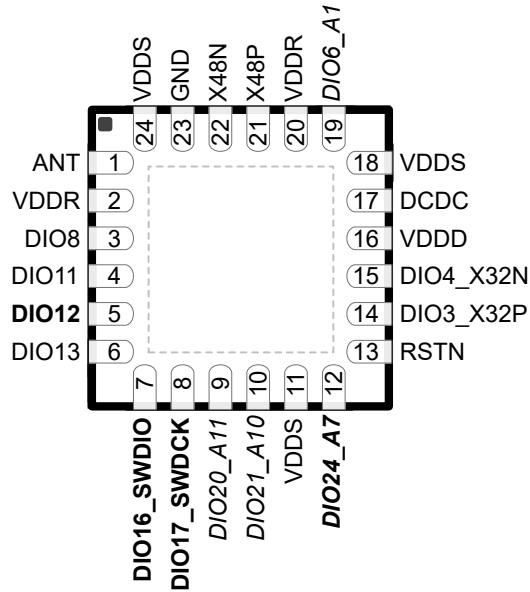 VDDS
GND
X48N
X48P
VDDR
DIO6_A1
24
23
22
21
20
19
ANT 1
18 VDDS
VDDR 2
17 DCDC
DIO8 3
16 VDDD
DIO11 4
15 DIO4_X32N
DIO12 5
14 DIO3_X32P
DIO13 6
13 RSTN
7
8
9
10
11
12
DIO16_SWDIO
DIO17_SWDCK
DIO20_A11
DIO21_A10
VDDS
DIO24_A7